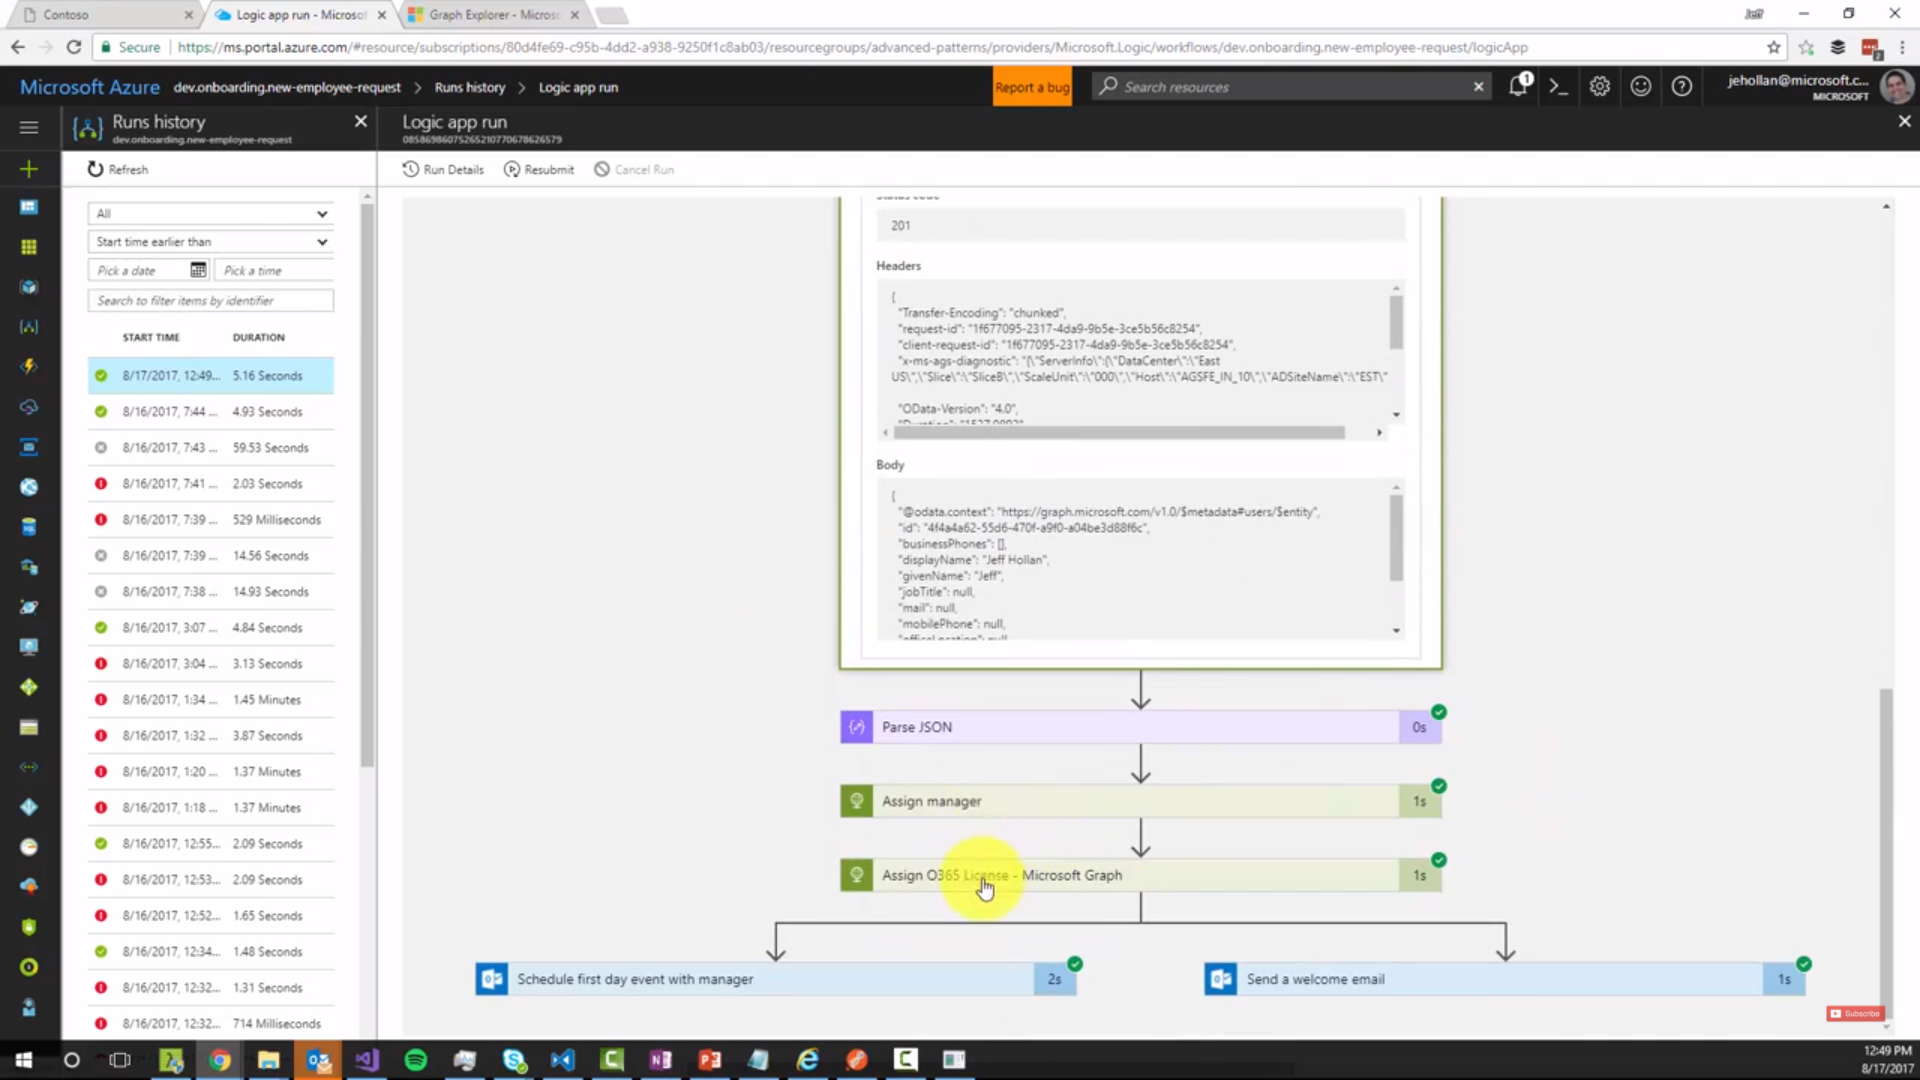 Contoso
Logic app run - Microsof
Graph Explorer - Microso
Jeff
Secure
https://ms.portal.azure.com/#resource/subscriptions/80d4fe69-c95b-4dd2-a938-9250f1c8ab03/resourcegroups/advanced-patterns/providers/Microsoft.Logic/workflows/dev.onboarding.new-employee-request/logicApp
Microsoft Azure
dev.onboarding.new-employee-request > Runs history > Logic app run
Report a bug
Search resources
1
jehollan@microsoft.c...
MICROSOFT
Runs history
dev.onboarding.new-employee-request
Logic app run
08586986075265210770678626579
Refresh
Run Details
Resubmit
Cancel Run
All
Start time earlier than
Pick a date
Pick a time
Search to filter items by identifier
START TIME DURATION
8/17/2017, 12:49... 5.16 Seconds
8/16/2017, 7:44 ... 4.93 Seconds
8/16/2017, 7:43 ... 59.53 Seconds
8/16/2017, 7:41 ... 2.03 Seconds
8/16/2017, 7:39 ... 529 Milliseconds
8/16/2017, 7:39 ... 14.56 Seconds
8/16/2017, 7:38 ... 14.93 Seconds
8/16/2017, 3:07 ... 4.84 Seconds
8/16/2017, 3:04 ... 3.13 Seconds
8/16/2017, 1:34 ... 1.45 Minutes
8/16/2017, 1:32 ... 3.87 Seconds
8/16/2017, 1:20 ... 1.37 Minutes
8/16/2017, 1:18 ... 1.37 Minutes
8/16/2017, 12:55... 2.09 Seconds
8/16/2017, 12:53... 2.09 Seconds
8/16/2017, 12:52... 1.65 Seconds
8/16/2017, 12:34... 1.48 Seconds
8/16/2017, 12:32... 1.31 Seconds
8/16/2017, 12:32... 714 Milliseconds
Status code
201
Headers
{
"Transfer-Encoding": "chunked",
"request-id": "1f677095-2317-4da9-9b5e-3ce5b56c8254",
"client-request-id": "1f677095-2317-4da9-9b5e-3ce5b56c8254",
"x-ms-ags-diagnostic": "{\"ServerInfo\":{\"DataCenter\":\"East
US\",\"Slice\":\"SliceB\",\"ScaleUnit\":\"000\",\"Host\":\"AGSFE_IN_10\",\"ADSiteName\":\"EST\"
"OData-Version": "4.0",
Body
{
"@odata.context": "https://graph.microsoft.com/v1.0/$metadata#users/$entity",
"id": "4f4a4a62-55d6-470f-a9f0-a04be3d88f6c",
"businessPhones": [],
"displayName": "Jeff Hollan",
"givenName": "Jeff",
"jobTitle": null,
"mail": null,
"mobilePhone": null,
"officeLocation": null,
Parse JSON 0s
Assign manager 1s
Assign O365 License - Microsoft Graph 1s
Schedule first day event with manager 2s
Send a welcome email 1s
Subscribe
12:49 PM
8/17/2017